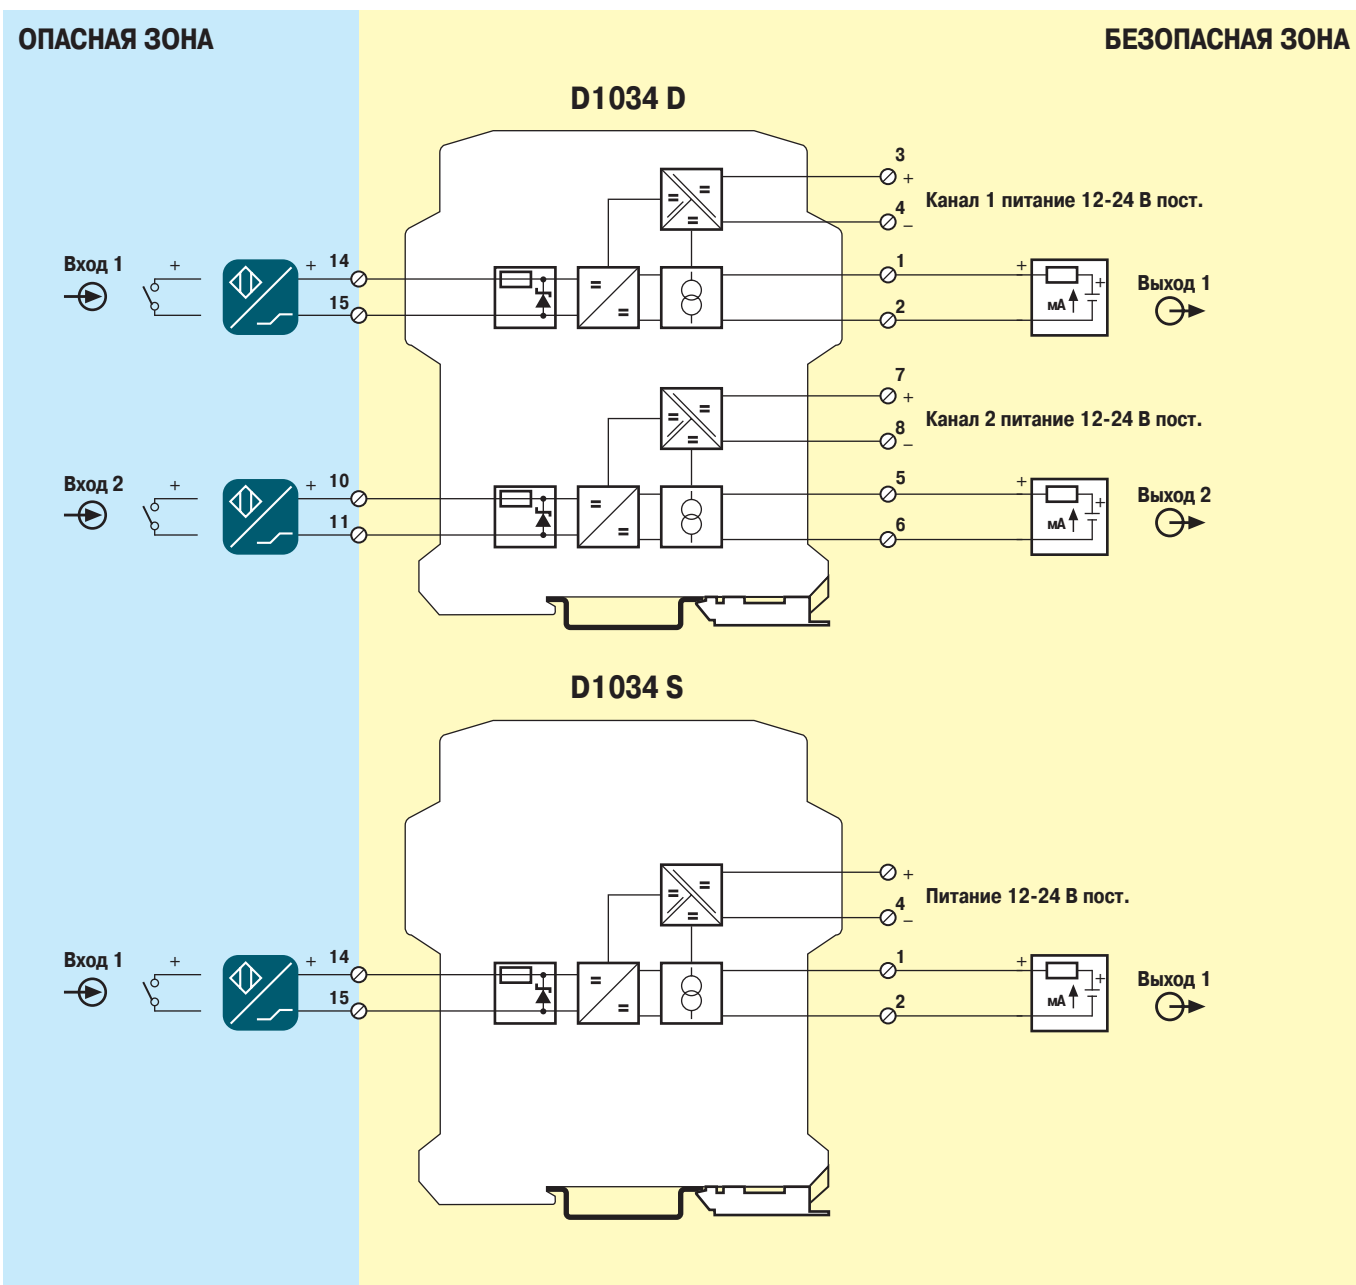 ОПАСНАЯ ЗОНА
БЕЗОПАСНАЯ ЗОНА
D1034 D
3
+
Канал 1 питание 12-24 В пост.
4
–
Вход 1
+
+ 14
15
1
2
+
–
мА
+
Выход 1
7
+
Канал 2 питание 12-24 В пост.
8
–
Вход 2
+
+ 10
11
5
6
+
–
мА
+
Выход 2
D1034 S
+
Питание 12-24 В пост.
4
–
Вход 1
+
+ 14
15
1
2
+
–
мА
+
Выход 1